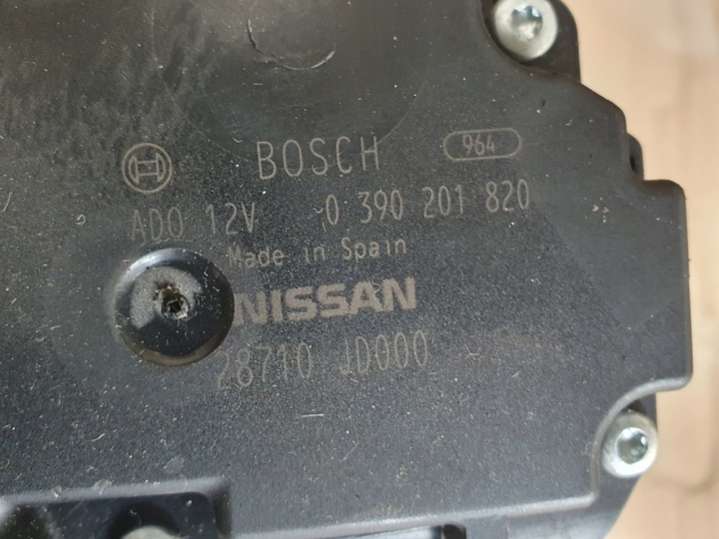 BOSCH 964
ADO 12V 0 390 201 820
Made in Spain
NISSAN
28710 JD000